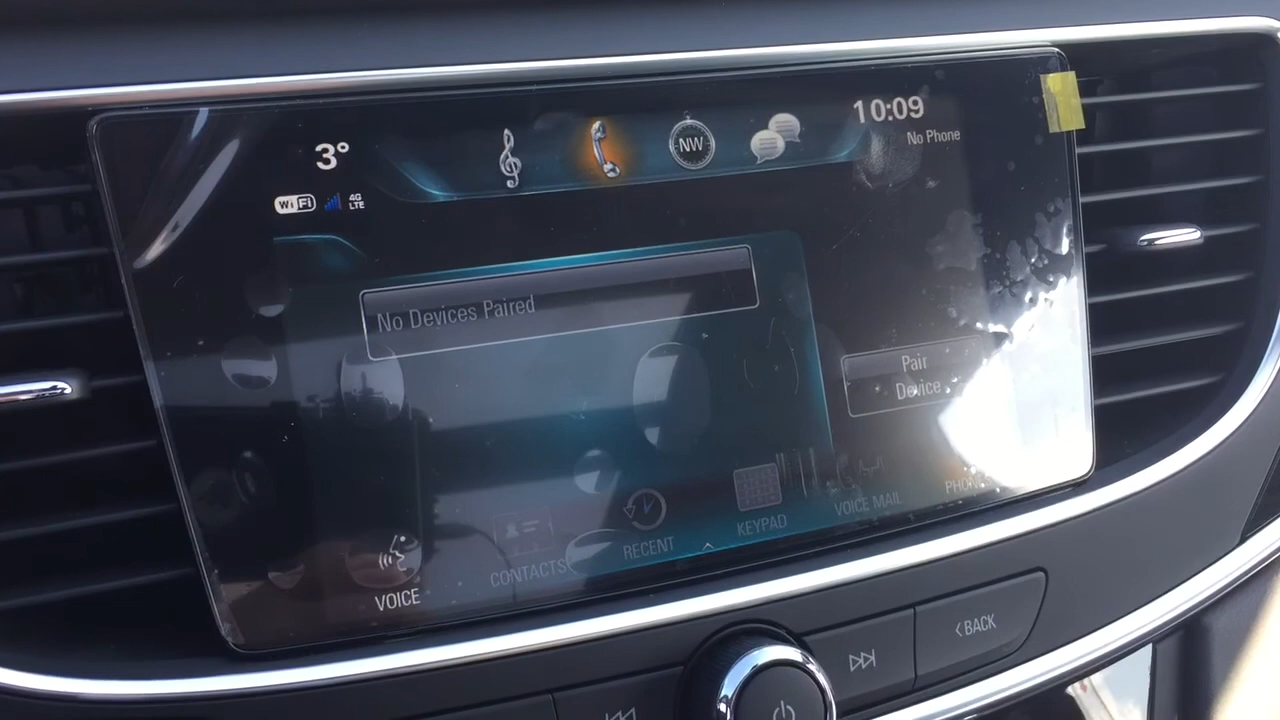 3°
NW
10:09
No Phone
WiFi
4G
LTE
No Devices Paired
Pair
Device
VOICE
CONTACTS
RECENT
KEYPAD
VOICE MAIL
BACK